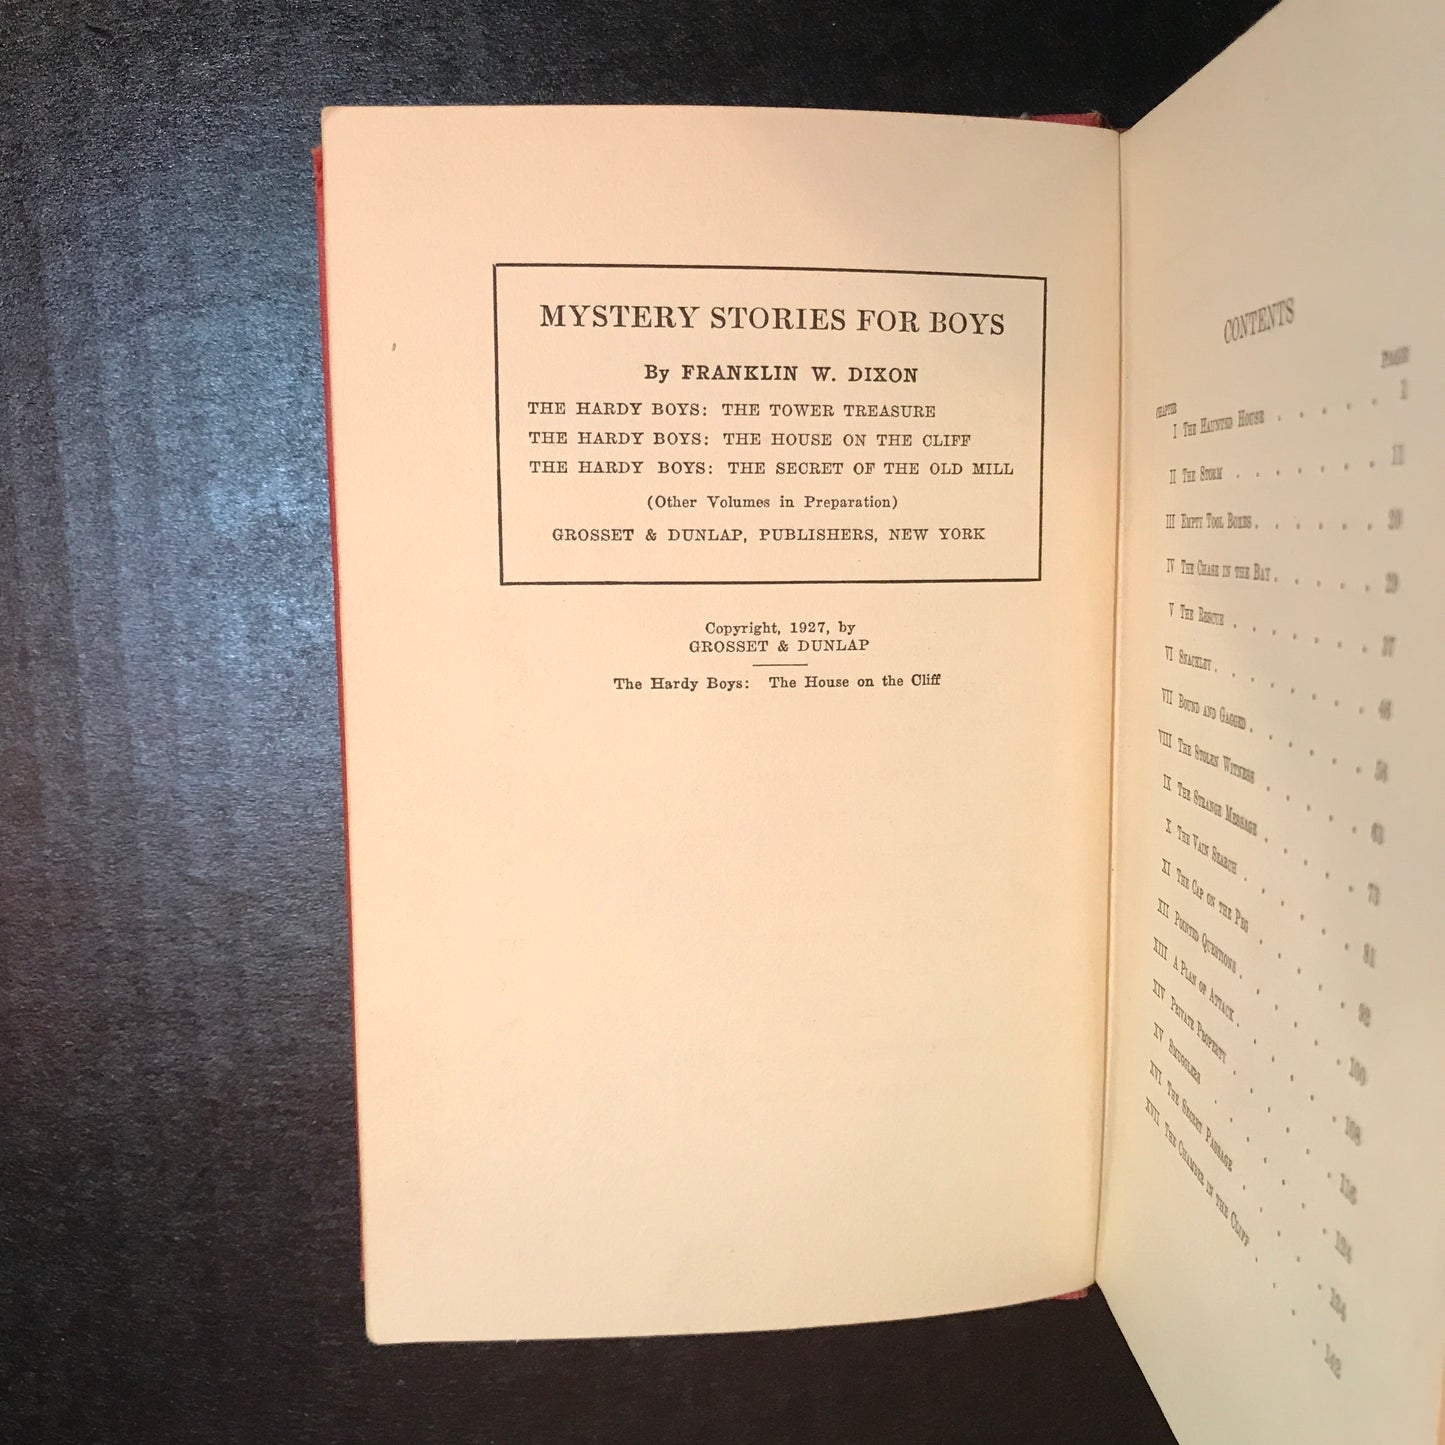 MYSTERY STORIES FOR BOYS
By FRANKLIN W. DIXON
THE HARDY BOYS: THE TOWER TREASURE
THE HARDY BOYS: THE HOUSE ON THE CLIFF
THE HARDY BOYS: THE SECRET OF THE OLD MILL
(Other Volumes in Preparation)
GROSSET & DUNLAP, PUBLISHERS, NEW YORK
Copyright, 1927, by
GROSSET & DUNLAP
The Hardy Boys: The House on the Cliff
CONTENTS
CHAPTER PAGE
I THE HAUNTED HOUSE . . . . . 1
II THE STORM . . . . . . . 11
III EMPTY TOOL BOXES . . . . . . 20
IV THE CHASE IN THE BAY . . . . . 29
V THE RESCUE . . . . . . . 37
VI SNACKLEY . . . . . . . 46
VII BOUND AND GAGGED . . . . . . 56
VIII THE STOLEN WITNESS . . . . . 63
IX THE STRANGE MESSAGE . . . . . 73
X THE VAIN SEARCH . . . . . . 81
XI THE CAP ON THE PEG . . . . . 92
XII POINTED QUESTIONS . . . . . . 100
XIII A PLAN OF ATTACK . . . . . . 108
XIV PRIVATE PROPERTY . . . . . . 116
XV SMUGGLERS . . . . . . 124
XVI THE SECRET PASSAGE . . . . .
XVII THE CHAMBER IN THE CLIFF . . . 142